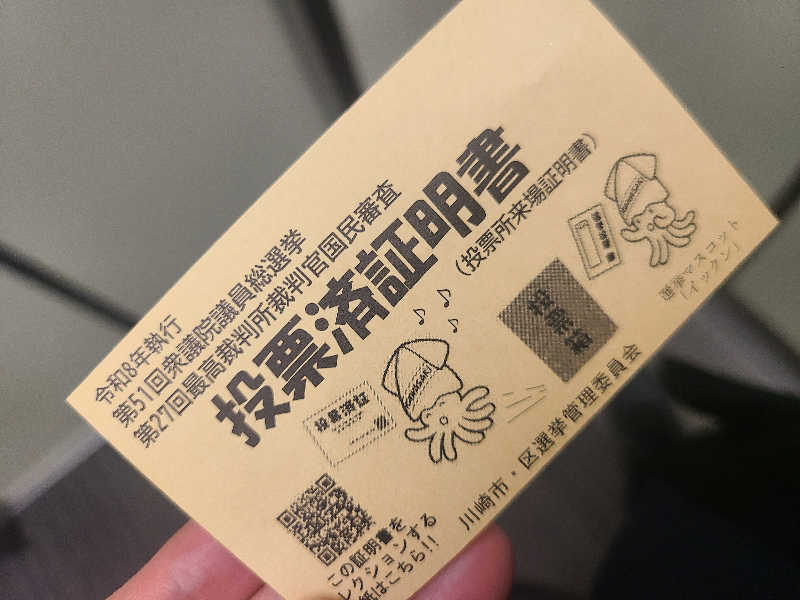 令和8年執行
第51回衆議院議員総選挙
第27回最高裁判所裁判官国民審査
投票済証明書
(投票所来場証明書)
投票済証
KAWASAKI
投票箱
選挙マスコット
「イックン」
川崎市・区選挙管理委員会
この証明書を
レクションする
紙はこちら!!